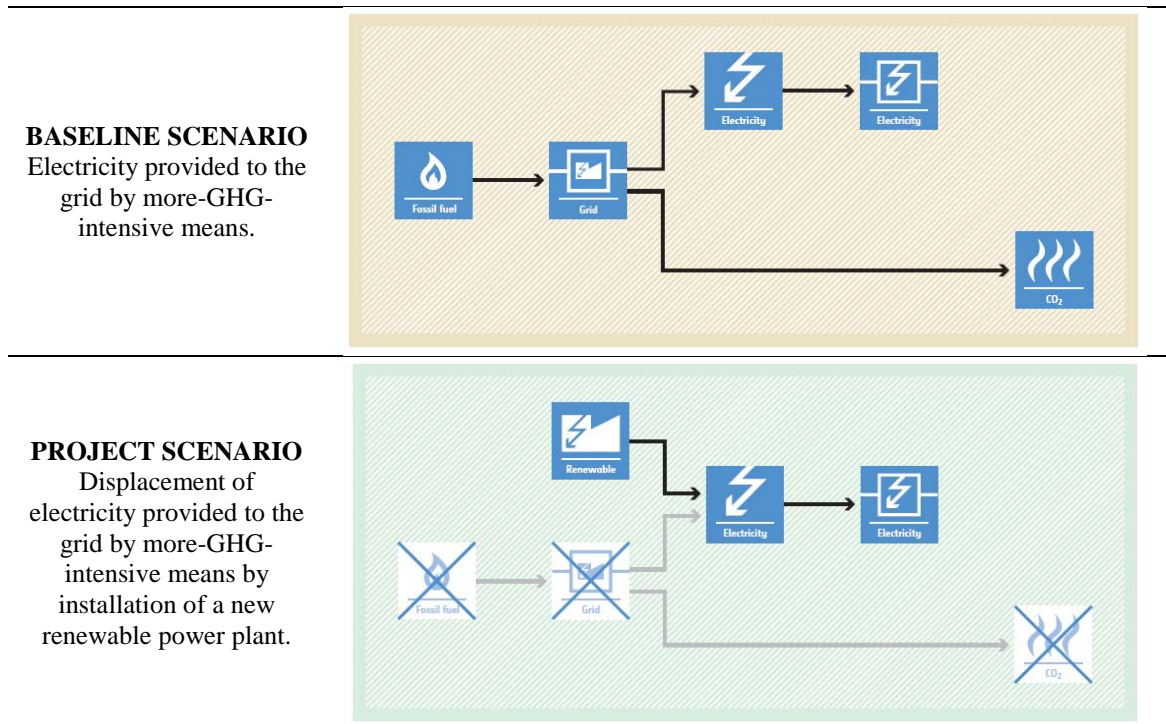 BASELINE SCENARIO
Electricity provided to the
grid by more-GHG-
intensive means.
Electricity
Electricity
Fossil fuel
Grid
CO₂
PROJECT SCENARIO
Displacement of
electricity provided to the
grid by more-GHG-
intensive means by
installation of a new
renewable power plant.
Renewable
Electricity
Electricity
Fossil fuel
Grid
CO₂